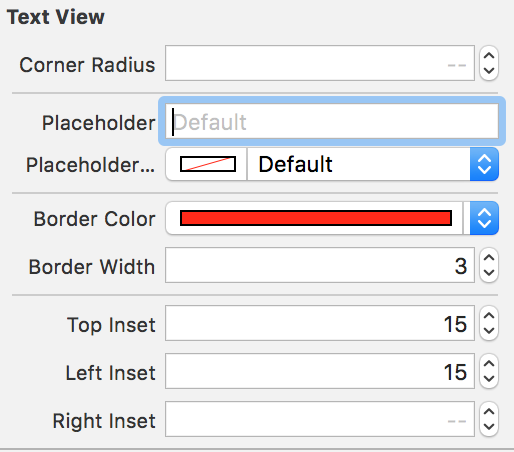 Text View
Corner Radius --
Placeholder Default
Placeholder... Default
Border Color
Border Width 3
Top Inset 15
Left Inset 15
Right Inset --